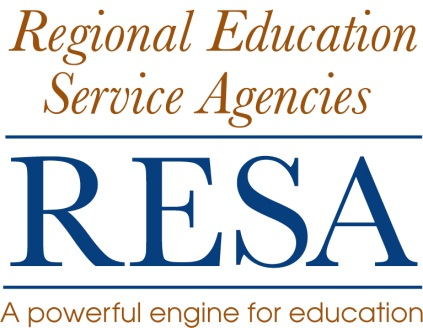 Regional Education
Service Agencies
RESA
A powerful engine for education